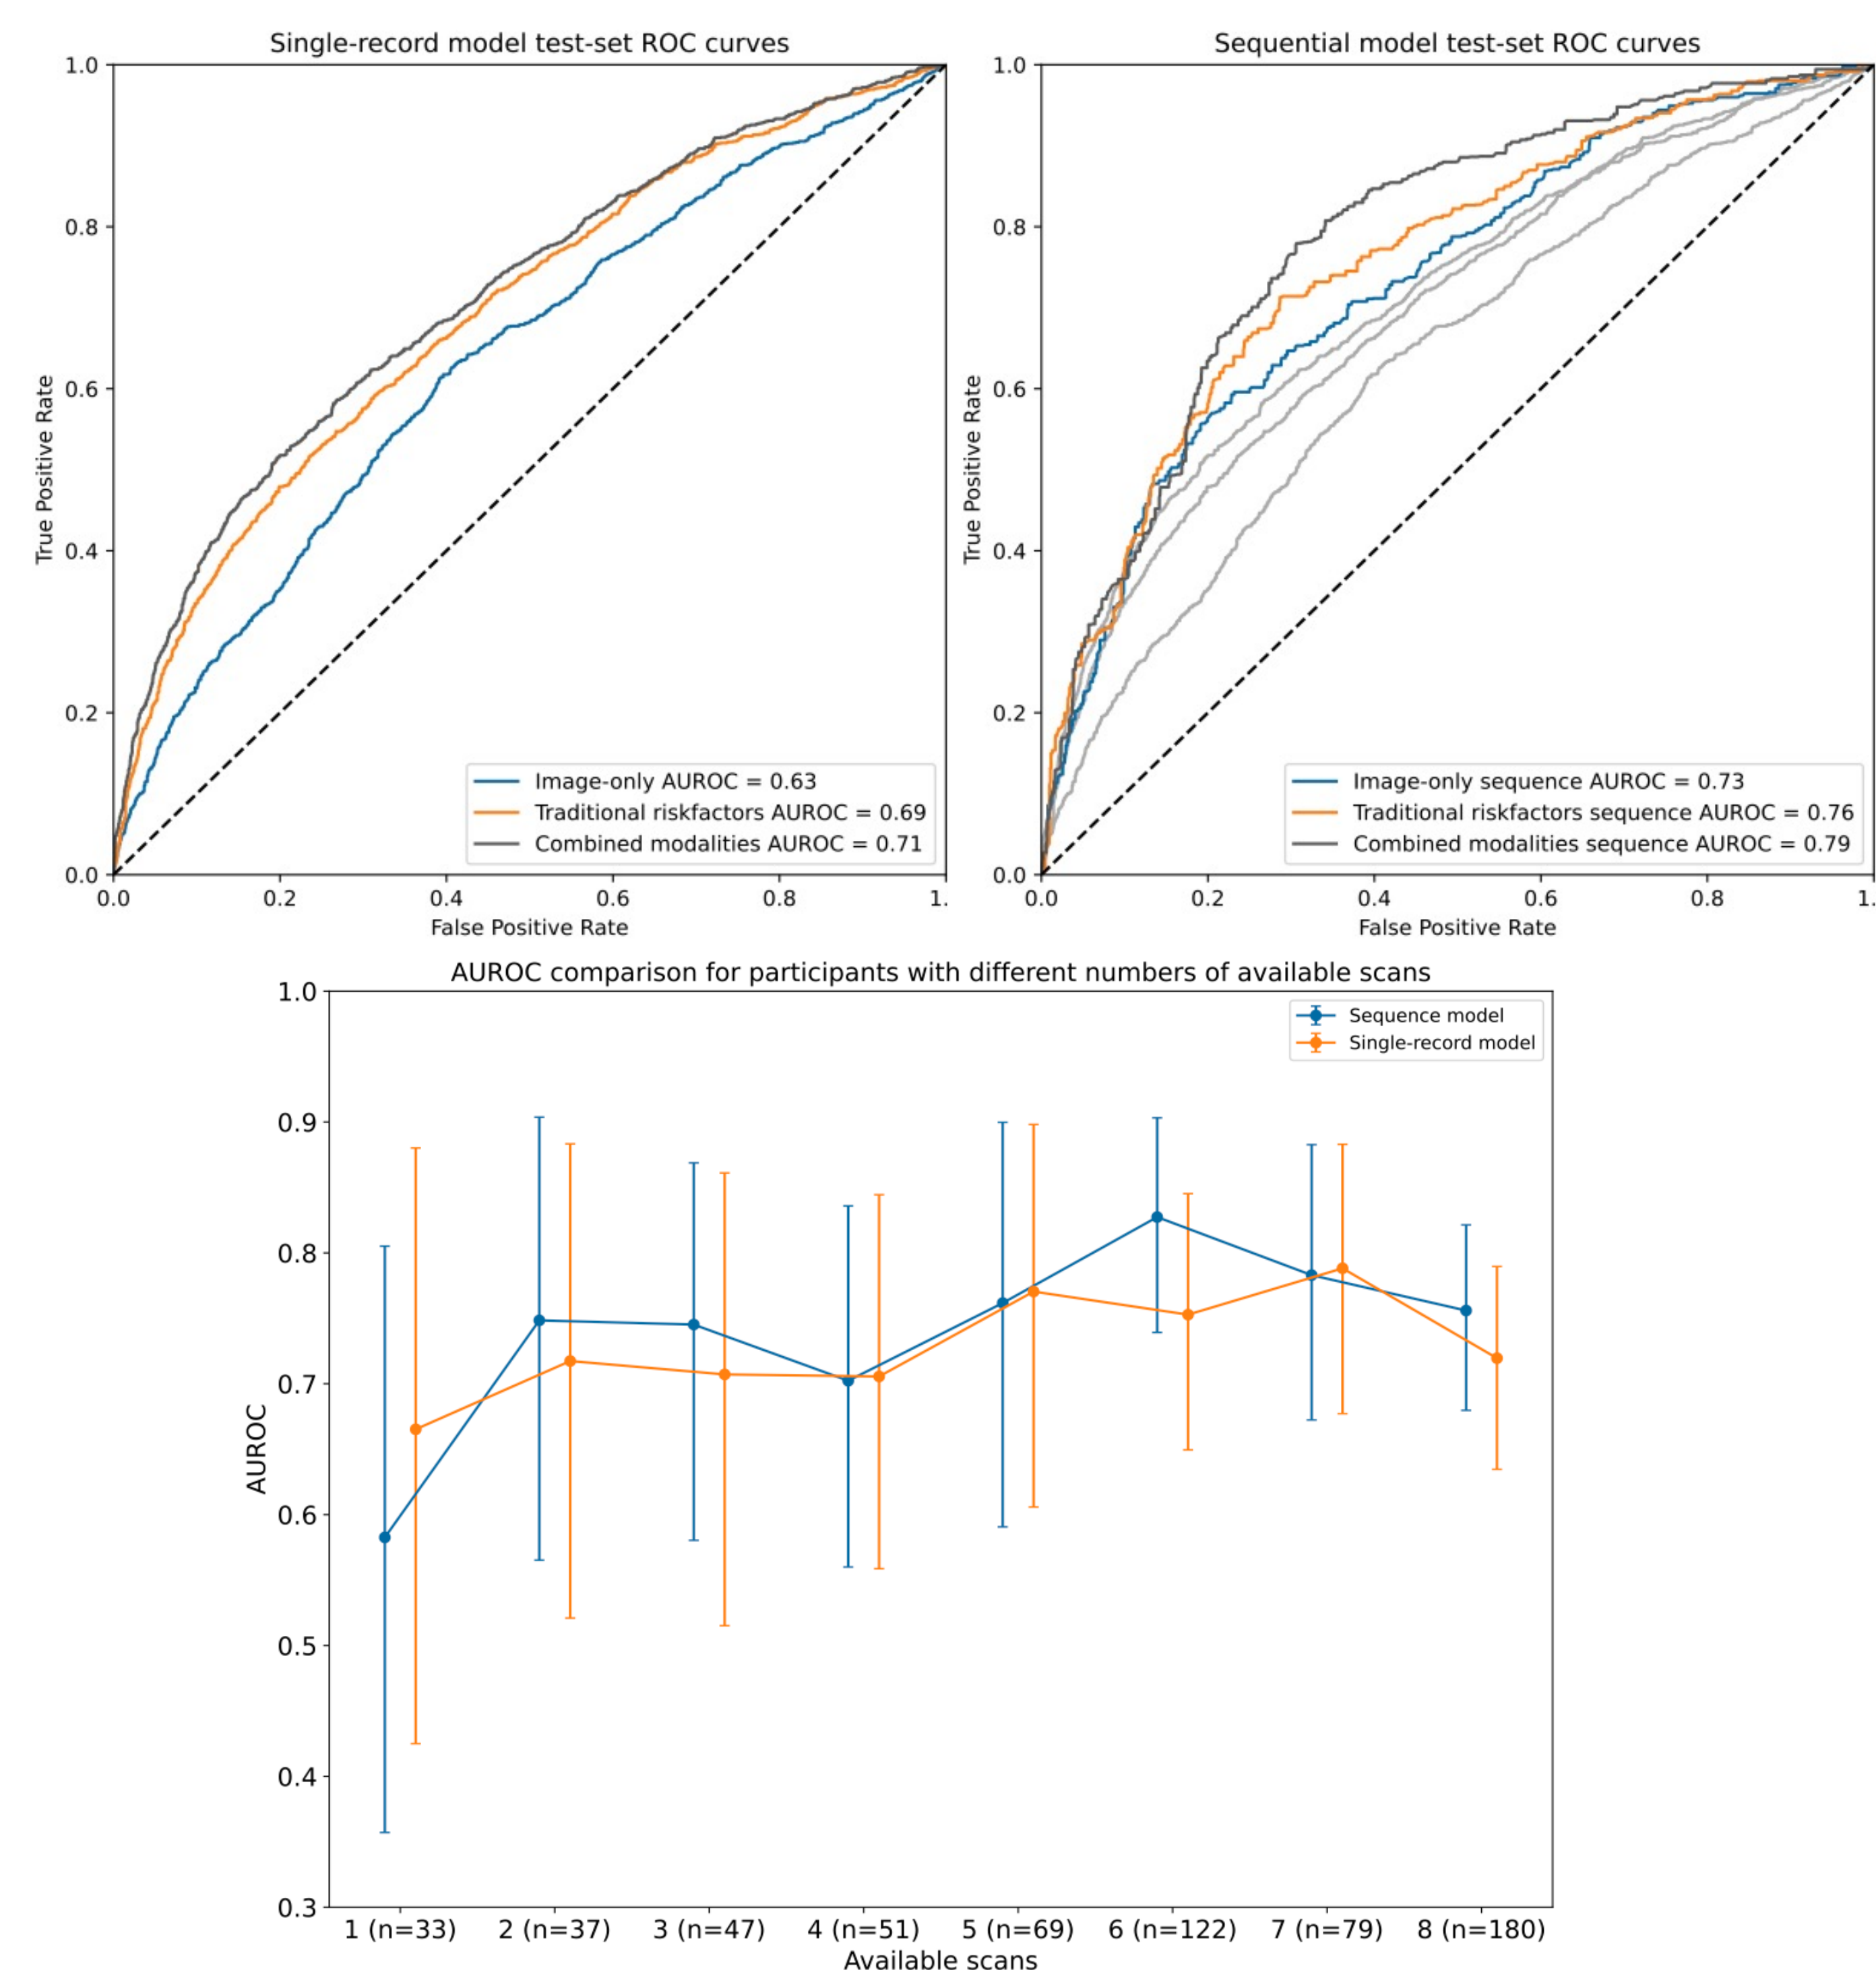 Single-record model test-set ROC curves
1.0
0.8
0.6
0.4
0.2
0.0
True Positive Rate
0.0 0.2 0.4 0.6 0.8 1.
False Positive Rate
Image-only AUROC = 0.63
Traditional riskfactors AUROC = 0.69
Combined modalities AUROC = 0.71
Sequential model test-set ROC curves
1.0
0.8
0.6
0.4
0.2
0.0
True Positive Rate
0.0 0.2 0.4 0.6 0.8 1.
False Positive Rate
Image-only sequence AUROC = 0.73
Traditional riskfactors sequence AUROC = 0.76
Combined modalities sequence AUROC = 0.79
AUROC comparison for participants with different numbers of available scans
1.0
0.9
0.8
0.7
0.6
0.5
0.4
0.3
AUROC
Sequence model
Single-record model
1 (n=33) 2 (n=37) 3 (n=47) 4 (n=51) 5 (n=69) 6 (n=122) 7 (n=79) 8 (n=180)
Available scans